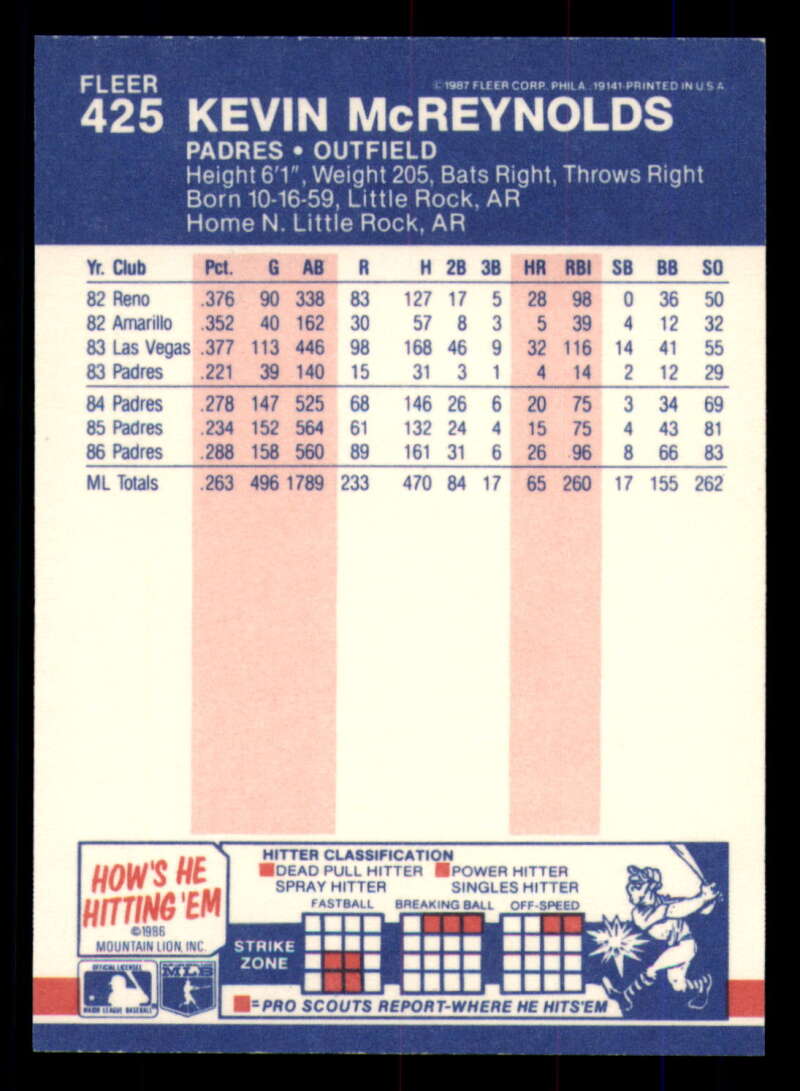 FLEER
©1987 FLEER CORP. PHILA. 19141-PRINTED IN U S A
425 KEVIN McREYNOLDS
PADRES • OUTFIELD
Height 6'1", Weight 205, Bats Right, Throws Right
Born 10-16-59, Little Rock, AR
Home N. Little Rock, AR
Yr. Club Pct. G AB R H 2B 3B HR RBI SB BB SO
82 Reno .376 90 338 83 127 17 5 28 98 0 36 50
82 Amarillo .352 40 162 30 57 8 3 5 39 4 12 32
83 Las Vegas .377 113 446 98 168 46 9 32 116 14 41 55
83 Padres .221 39 140 15 31 3 1 4 14 2 12 29
84 Padres .278 147 525 68 146 26 6 20 75 3 34 69
85 Padres .234 152 564 61 132 24 4 15 75 4 43 81
86 Padres .288 158 560 89 161 31 6 26 96 8 66 83
ML Totals .263 496 1789 233 470 84 17 65 260 17 155 262
HOW'S HE
HITTING 'EM
©1986
MOUNTAIN LION, INC.
OFFICIAL LICENSEE
MAJOR LEAGUE BASEBALL
MLB
HITTER CLASSIFICATION
DEAD PULL HITTER POWER HITTER
SPRAY HITTER SINGLES HITTER
FASTBALL BREAKING BALL OFF-SPEED
STRIKE
ZONE
=PRO SCOUTS REPORT-WHERE HE HITS'EM